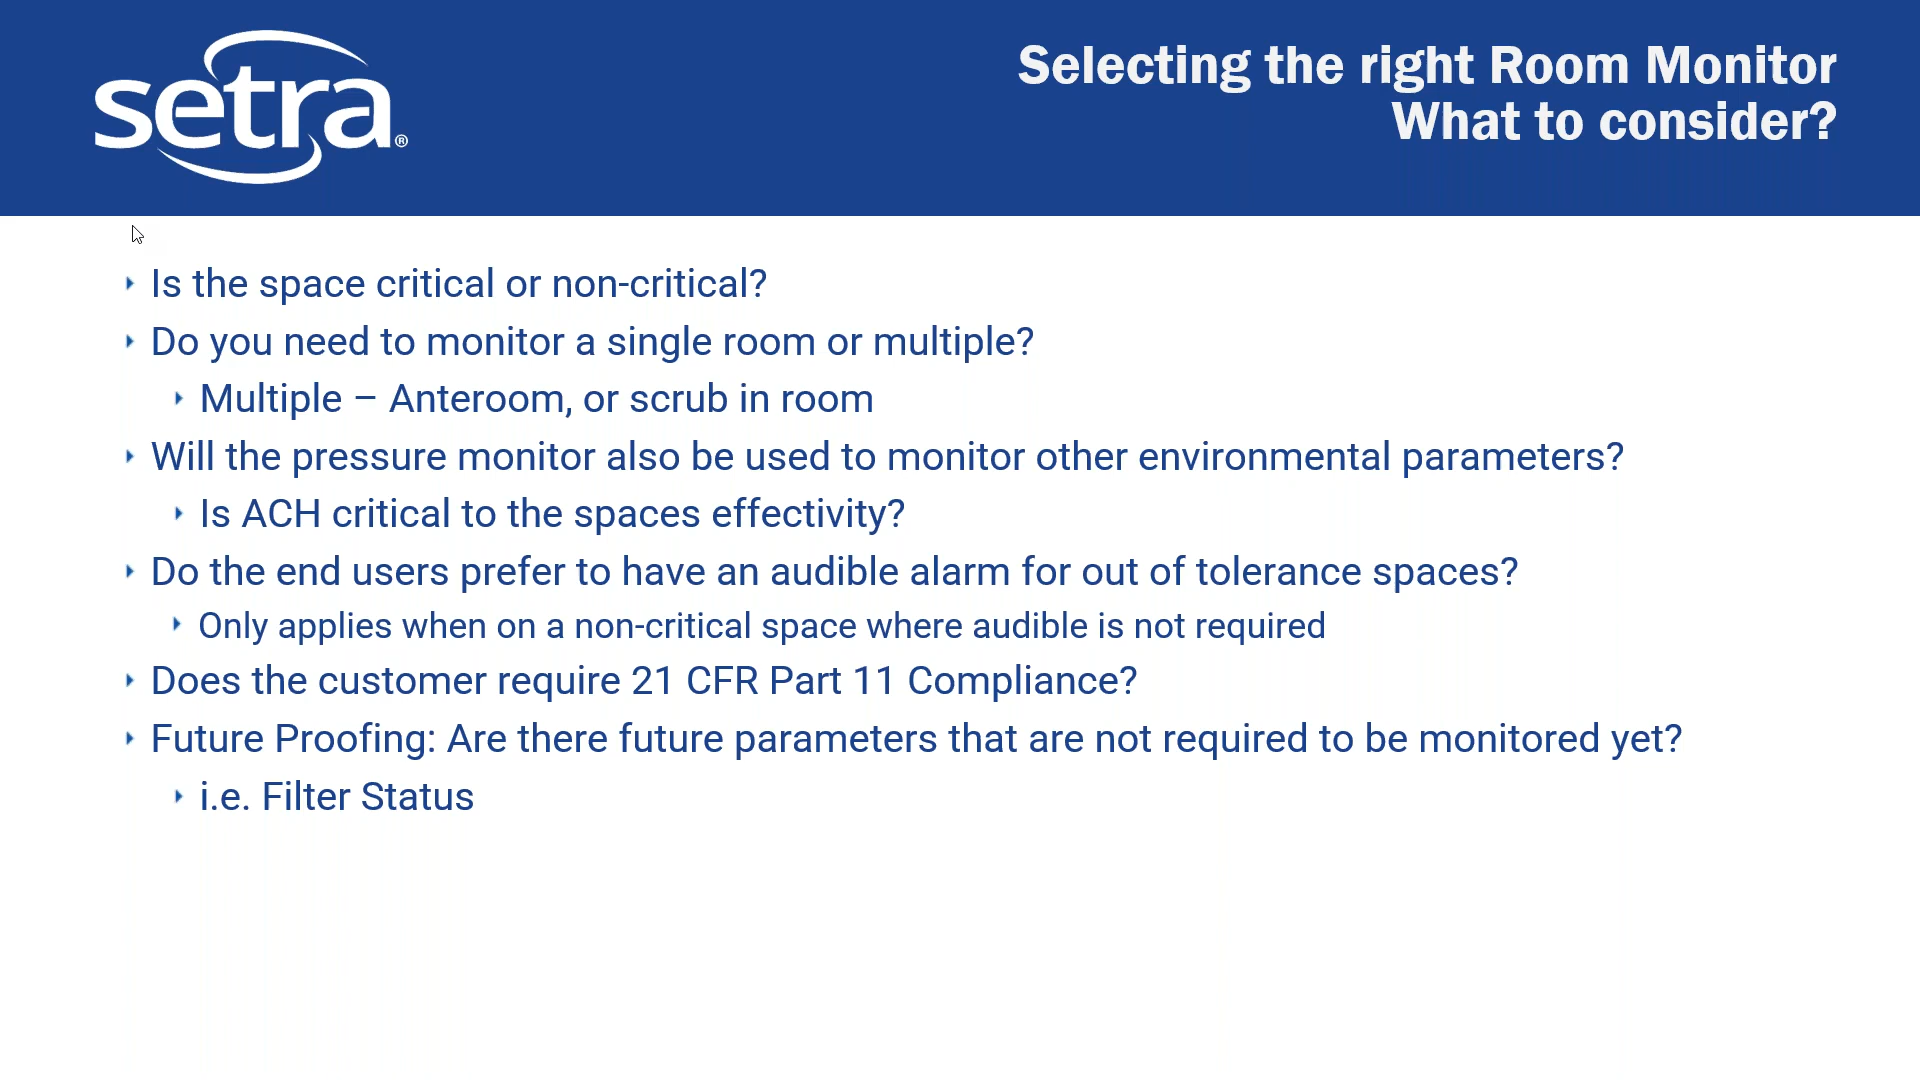 setra®
Selecting the right Room Monitor
What to consider?
Is the space critical or non-critical?
Do you need to monitor a single room or multiple?
Multiple – Anteroom, or scrub in room
Will the pressure monitor also be used to monitor other environmental parameters?
Is ACH critical to the spaces effectivity?
Do the end users prefer to have an audible alarm for out of tolerance spaces?
Only applies when on a non-critical space where audible is not required
Does the customer require 21 CFR Part 11 Compliance?
Future Proofing: Are there future parameters that are not required to be monitored yet?
i.e. Filter Status